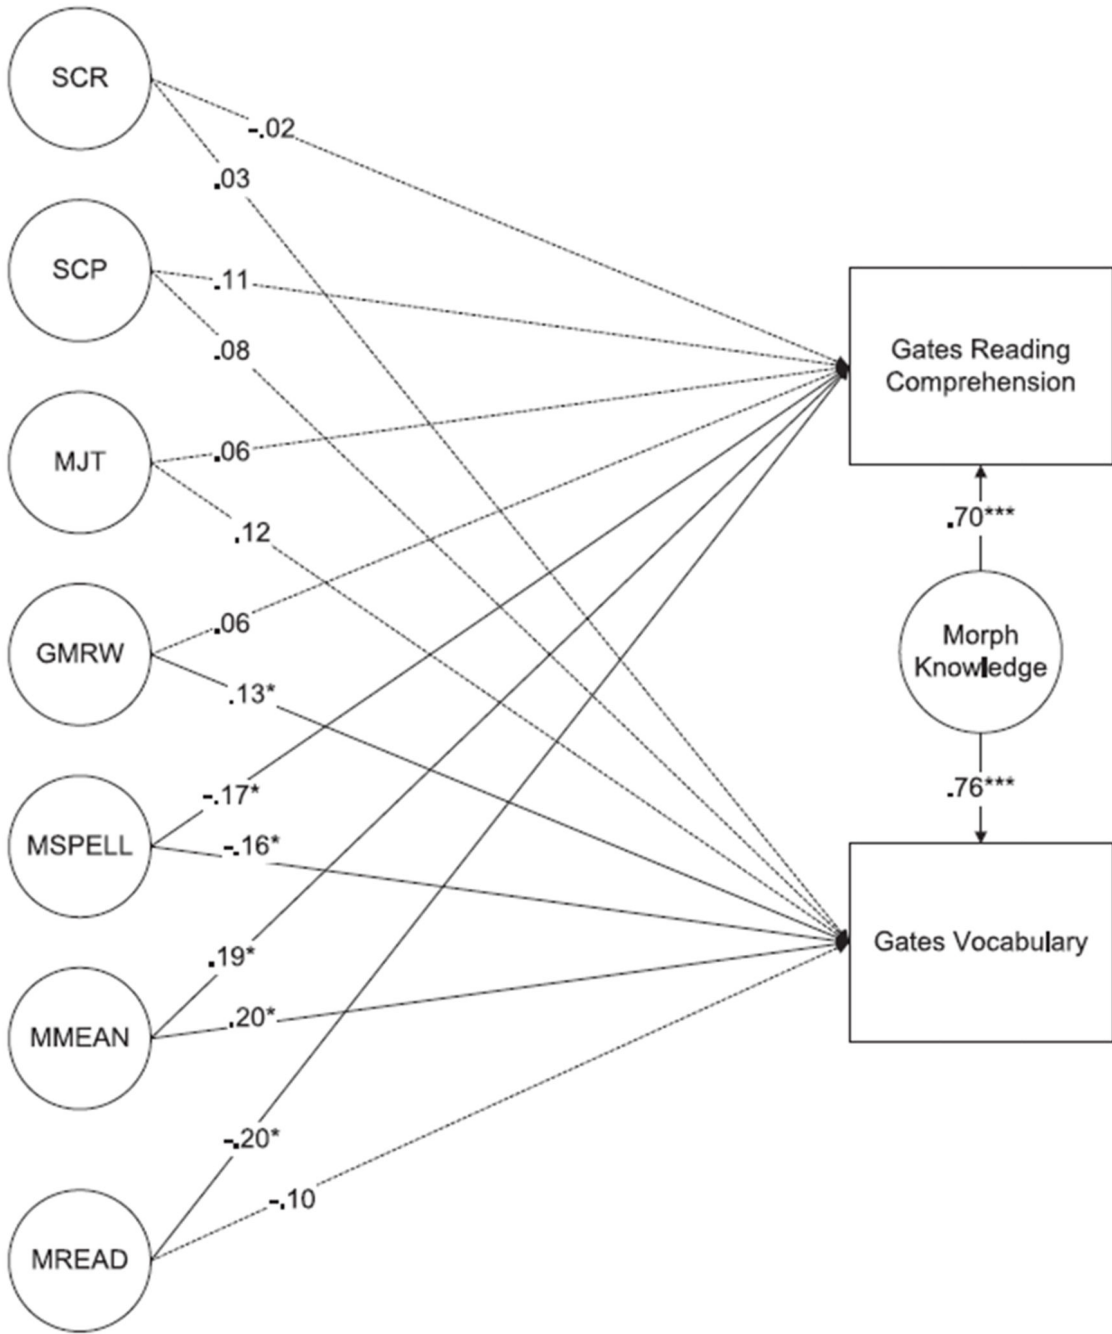 SCR
-.02
.03
SCP
.11
.08
Gates Reading
Comprehension
MJT
.06
.12
.70***
GMRW
.06
.13*
Morph
Knowledge
MSPELL
-.17*
-.16*
.76***
MMEAN
.19*
.20*
Gates Vocabulary
MREAD
-.20*
-.10